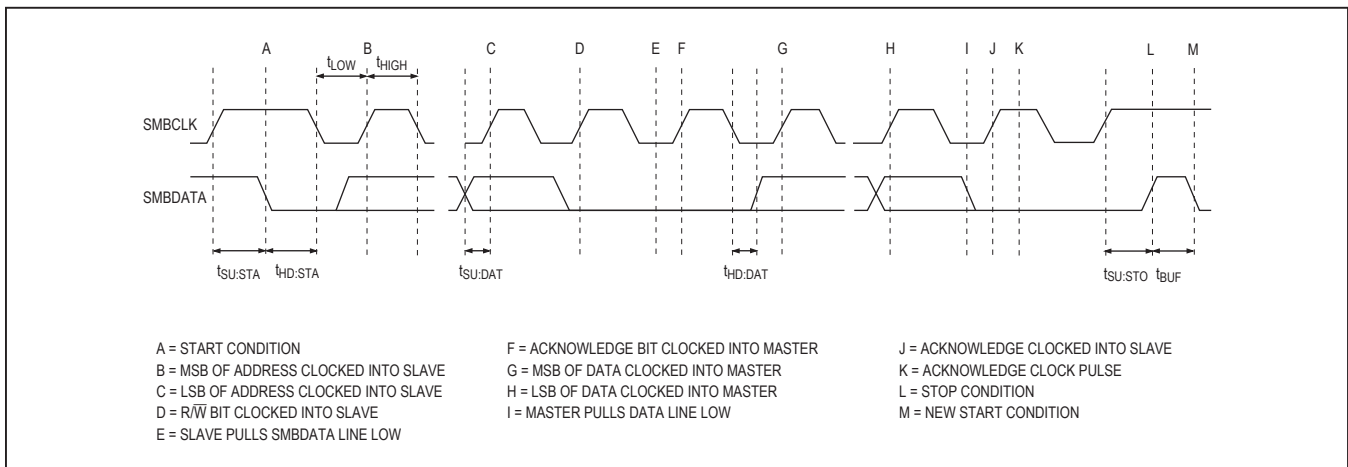 A B C D E F G H I J K L M
tLOW tHIGH
SMBCLK
SMBDATA
tSU:STA tHD:STA tSU:DAT tHD:DAT tSU:STO tBUF
A = START CONDITION
B = MSB OF ADDRESS CLOCKED INTO SLAVE
C = LSB OF ADDRESS CLOCKED INTO SLAVE
D = R/W̅ BIT CLOCKED INTO SLAVE
E = SLAVE PULLS SMBDATA LINE LOW
F = ACKNOWLEDGE BIT CLOCKED INTO MASTER
G = MSB OF DATA CLOCKED INTO MASTER
H = LSB OF DATA CLOCKED INTO MASTER
I = MASTER PULLS DATA LINE LOW
J = ACKNOWLEDGE CLOCKED INTO SLAVE
K = ACKNOWLEDGE CLOCK PULSE
L = STOP CONDITION
M = NEW START CONDITION